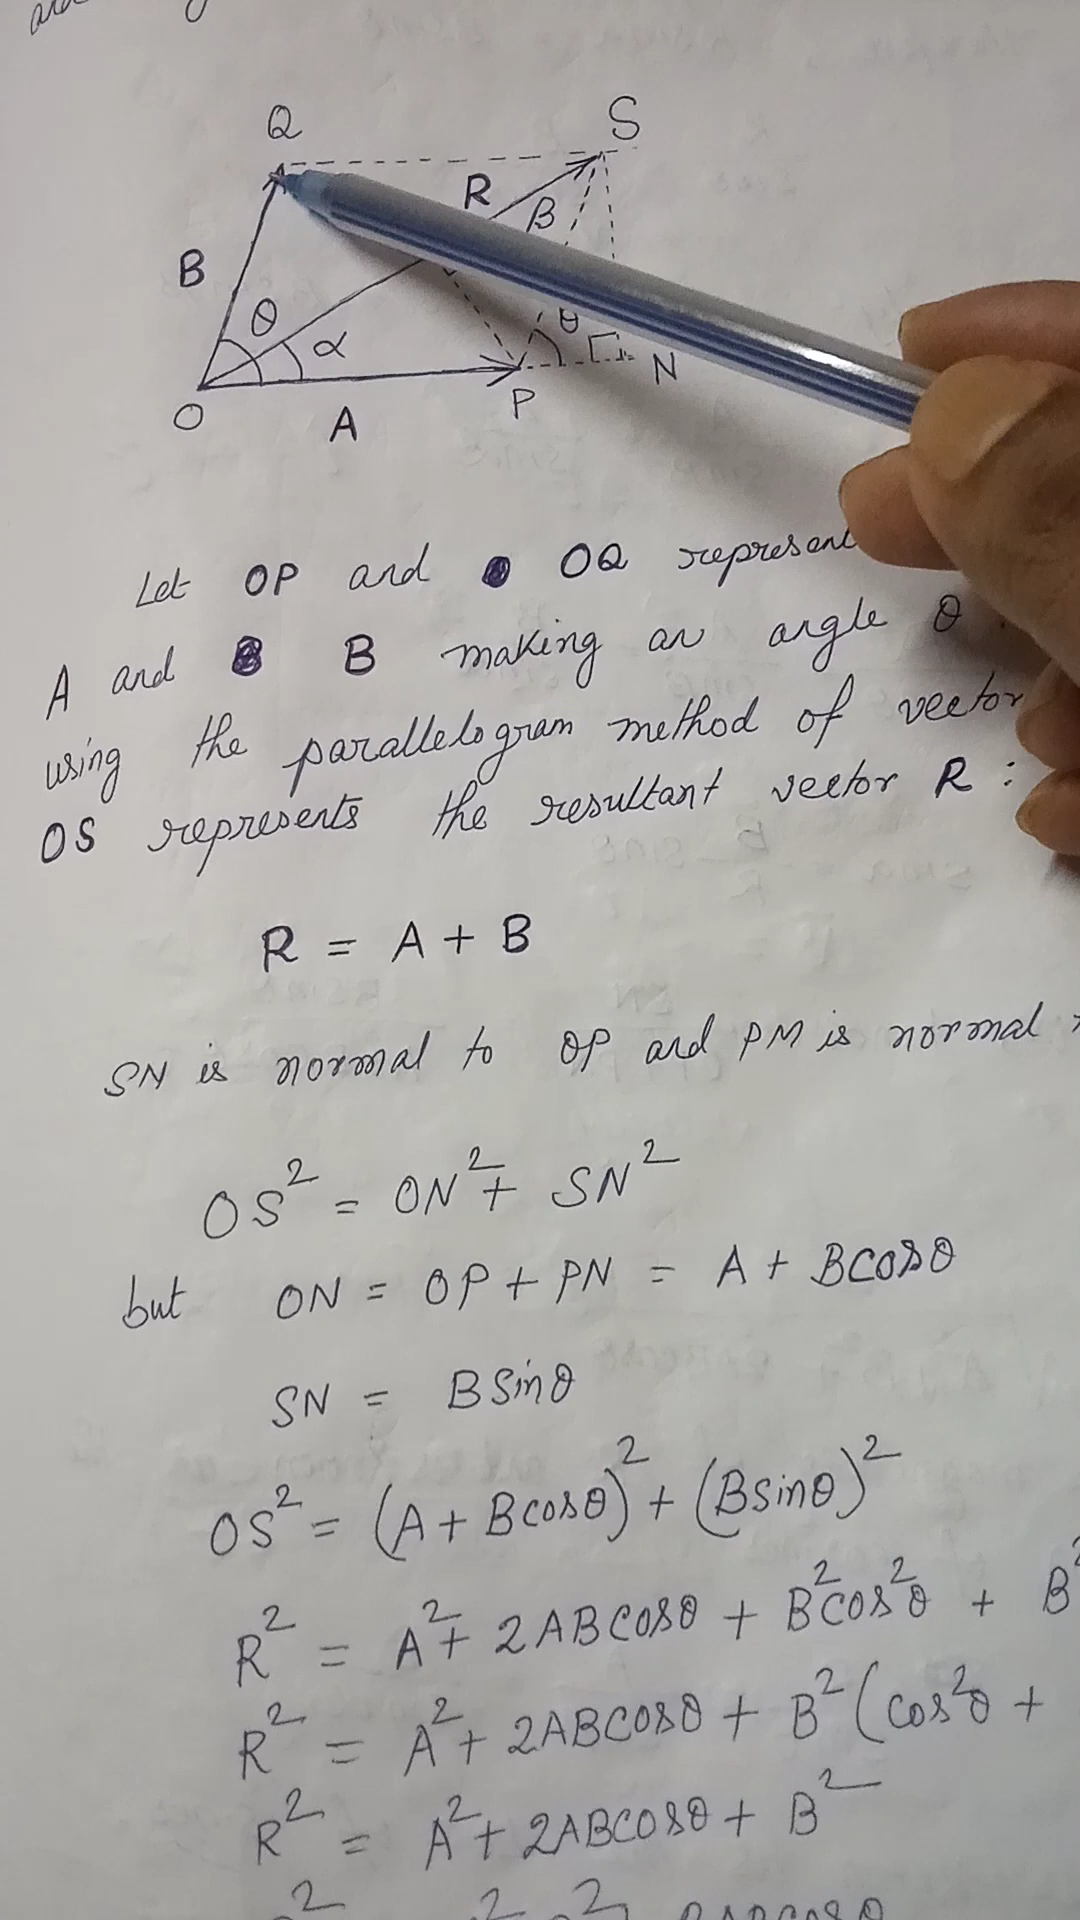 Q S
R β
B
θ α θ N
O A P
Let OP and OQ represent
A and B making an angle θ
using the parallelogram method of vector
OS represents the resultant vector R :
R = A + B
SN is normal to OP and PM is normal
OS² = ON² + SN²
but ON = OP + PN = A + Bcosθ
SN = Bsinθ
OS² = (A + Bcosθ)² + (Bsinθ)²
R² = A² + 2ABcosθ + B²cos²θ + B²
R² = A² + 2ABcosθ + B²(cos²θ +
R² = A² + 2ABcosθ + B²